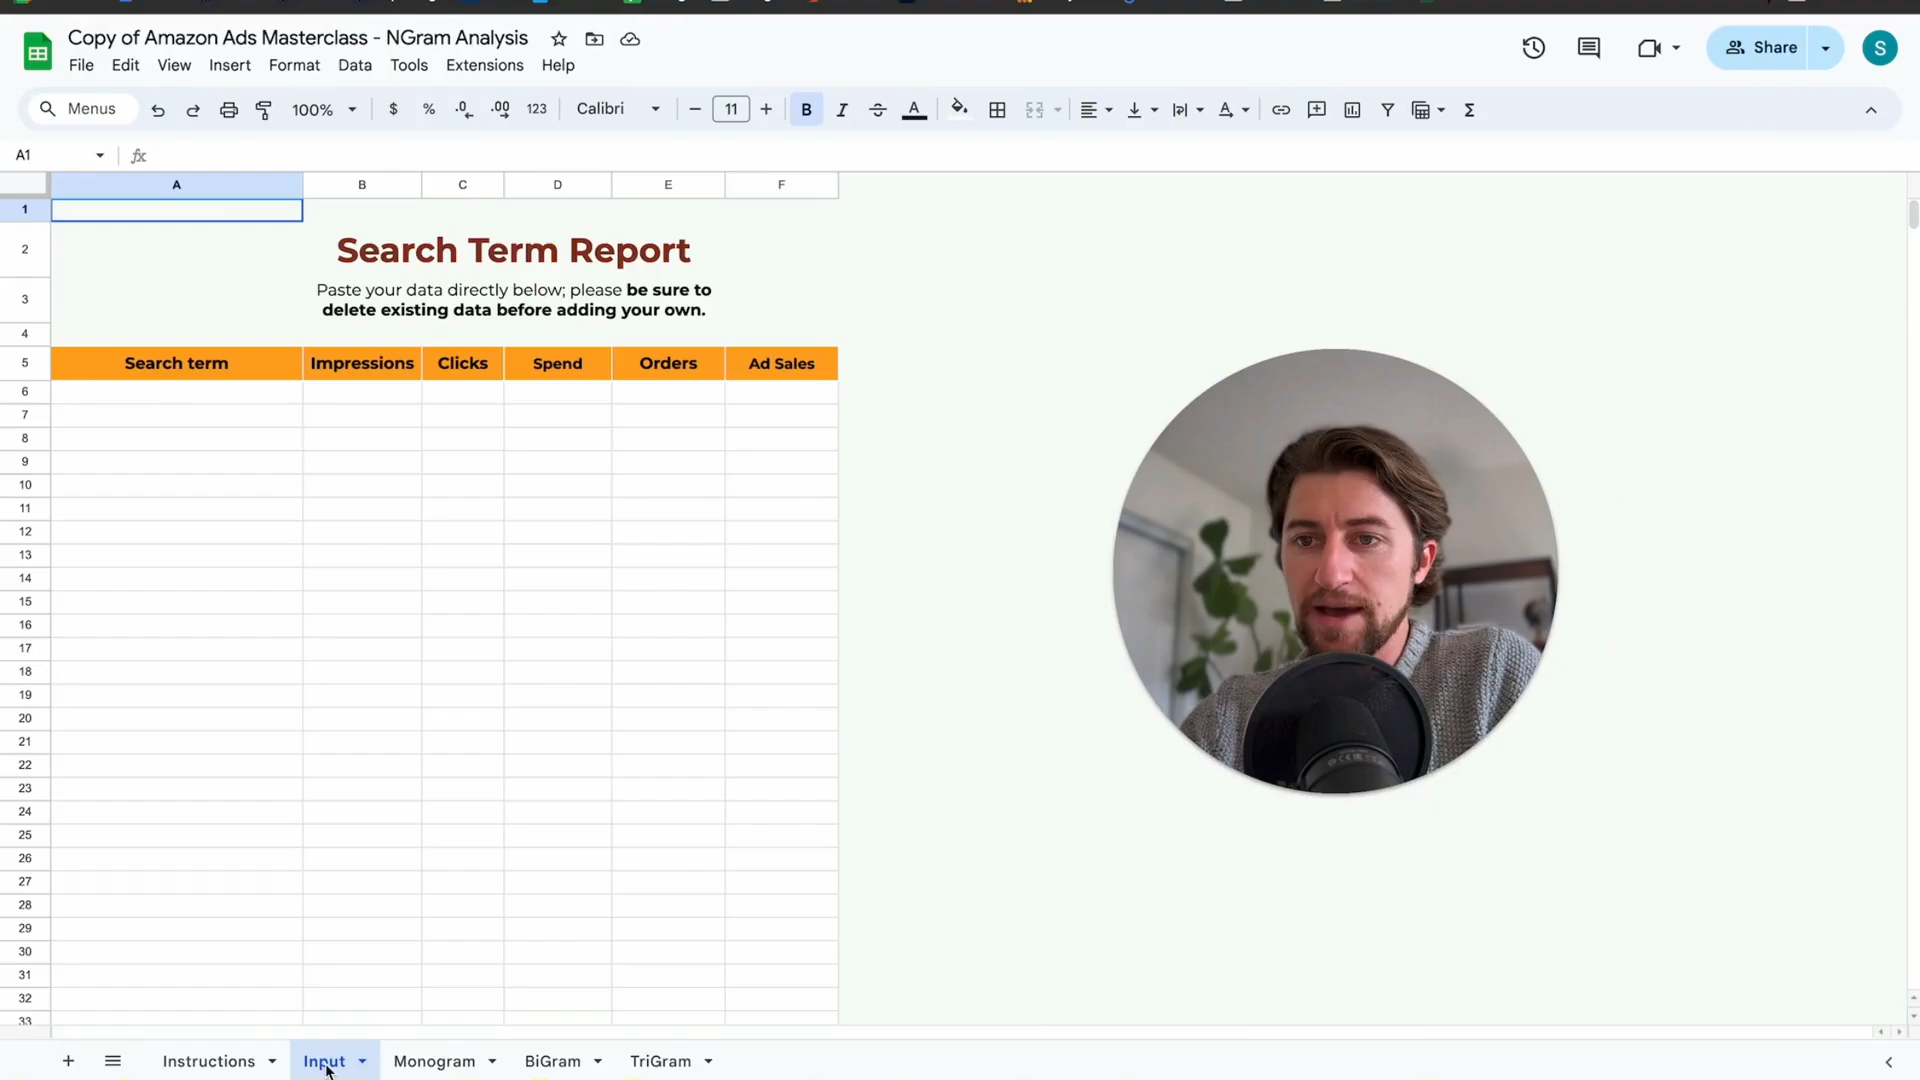 Copy of Amazon Ads Masterclass - NGram Analysis
File Edit View Insert Format Data Tools Extensions Help
Share
S
Menus
100%
$ % .0 .00 123
Calibri
11
B I A
A1
fx
A B C D E F
1
2 Search Term Report
3 Paste your data directly below; please be sure to
delete existing data before adding your own.
4
5 Search term Impressions Clicks Spend Orders Ad Sales
6
7
8
9
10
11
12
13
14
15
16
17
18
19
20
21
22
23
24
25
26
27
28
29
30
31
32
33
Instructions Input Monogram BiGram TriGram